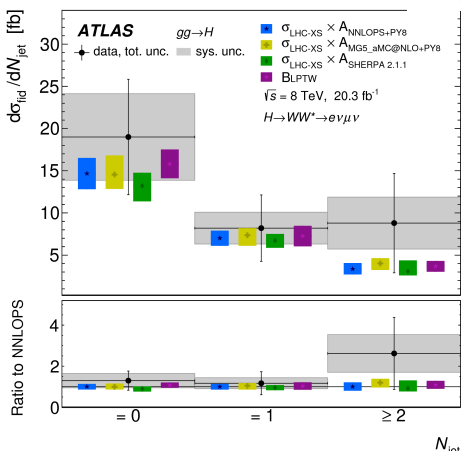 dσfid/dNjet [fb]
ATLAS gg→H
data, tot. unc. sys. unc.
σLHC-XS × ANNLOPS+PY8
σLHC-XS × AMG5_aMC@NLO+PY8
σLHC-XS × ASHERPA 2.1.1
BLPTW
√s = 8 TeV, 20.3 fb-1
H→WW*→eνμν
35
30
25
20
15
10
5
Ratio to NNLOPS
4
2
0
= 0 = 1 ≥ 2
Njet